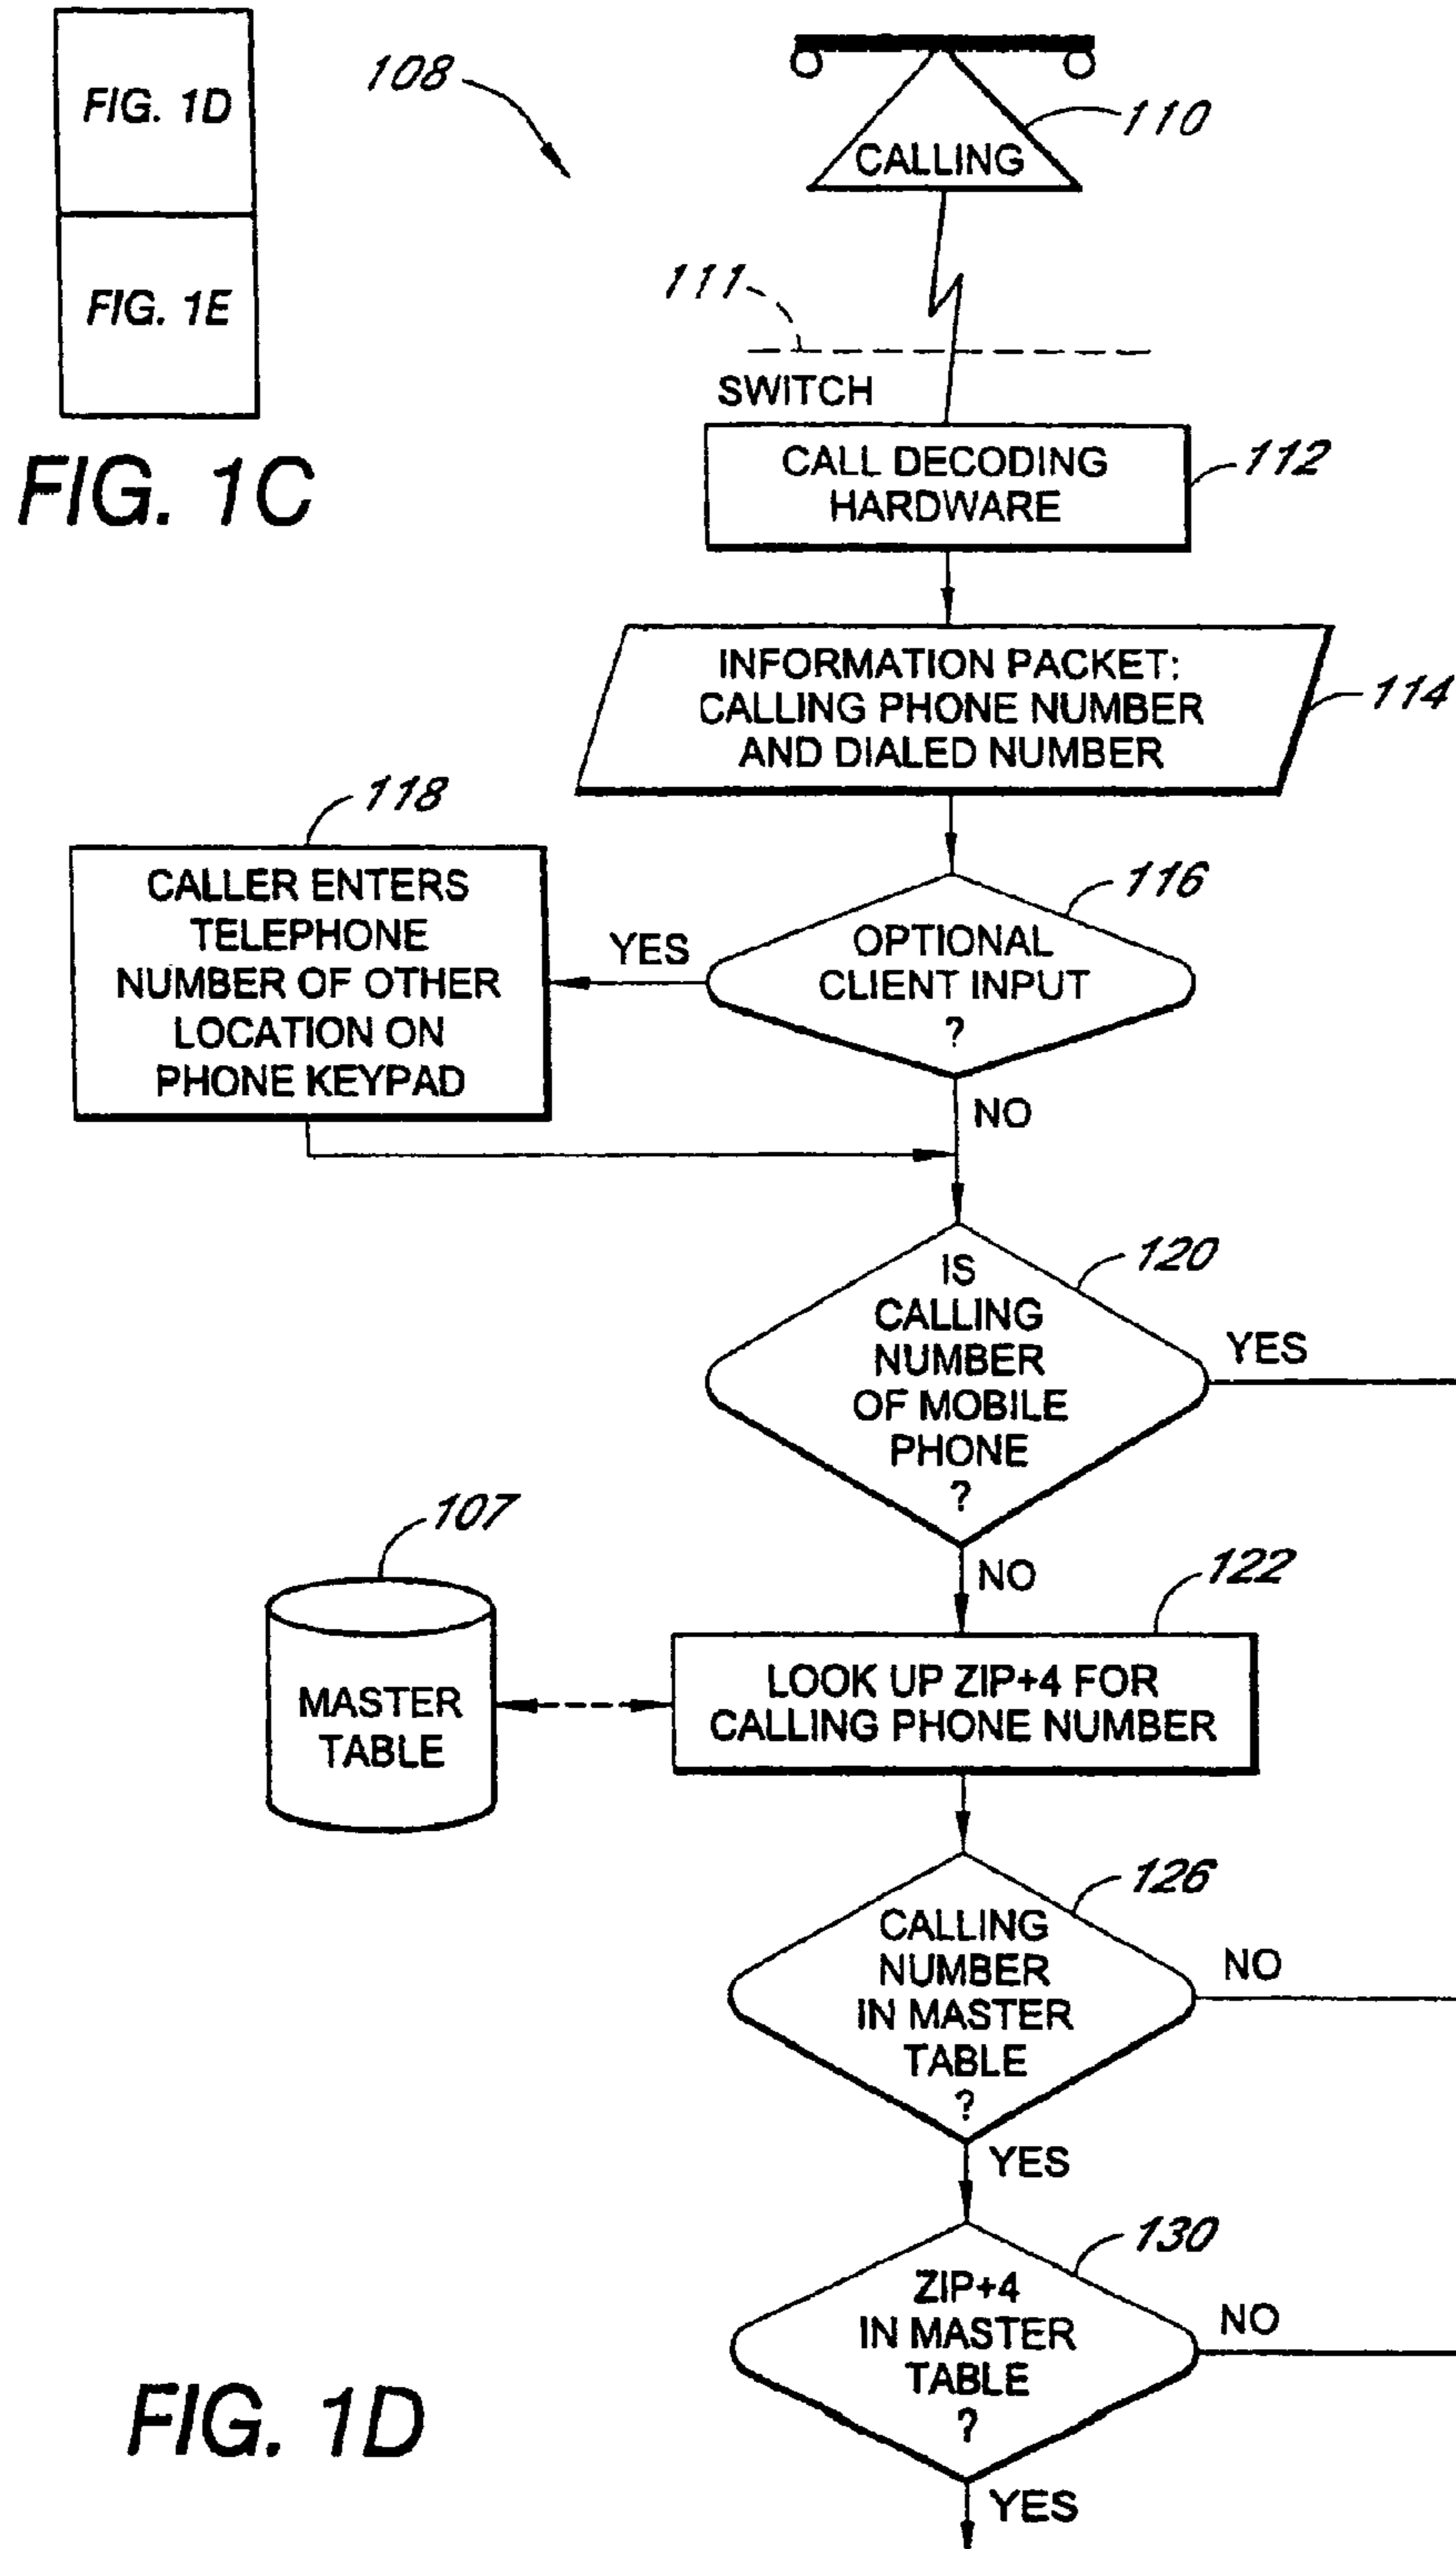 FIG. 1D
FIG. 1E
FIG. 1C
108
CALLING
110
111
SWITCH
CALL DECODING
HARDWARE
112
INFORMATION PACKET:
CALLING PHONE NUMBER
AND DIALED NUMBER
114
118
CALLER ENTERS
TELEPHONE
NUMBER OF OTHER
LOCATION ON
PHONE KEYPAD
YES
116
OPTIONAL
CLIENT INPUT
?
NO
120
IS
CALLING
NUMBER
OF MOBILE
PHONE
?
YES
NO
107
MASTER
TABLE
122
LOOK UP ZIP+4 FOR
CALLING PHONE NUMBER
126
CALLING
NUMBER
IN MASTER
TABLE
?
NO
YES
130
ZIP+4
IN MASTER
TABLE
?
NO
YES
FIG. 1D